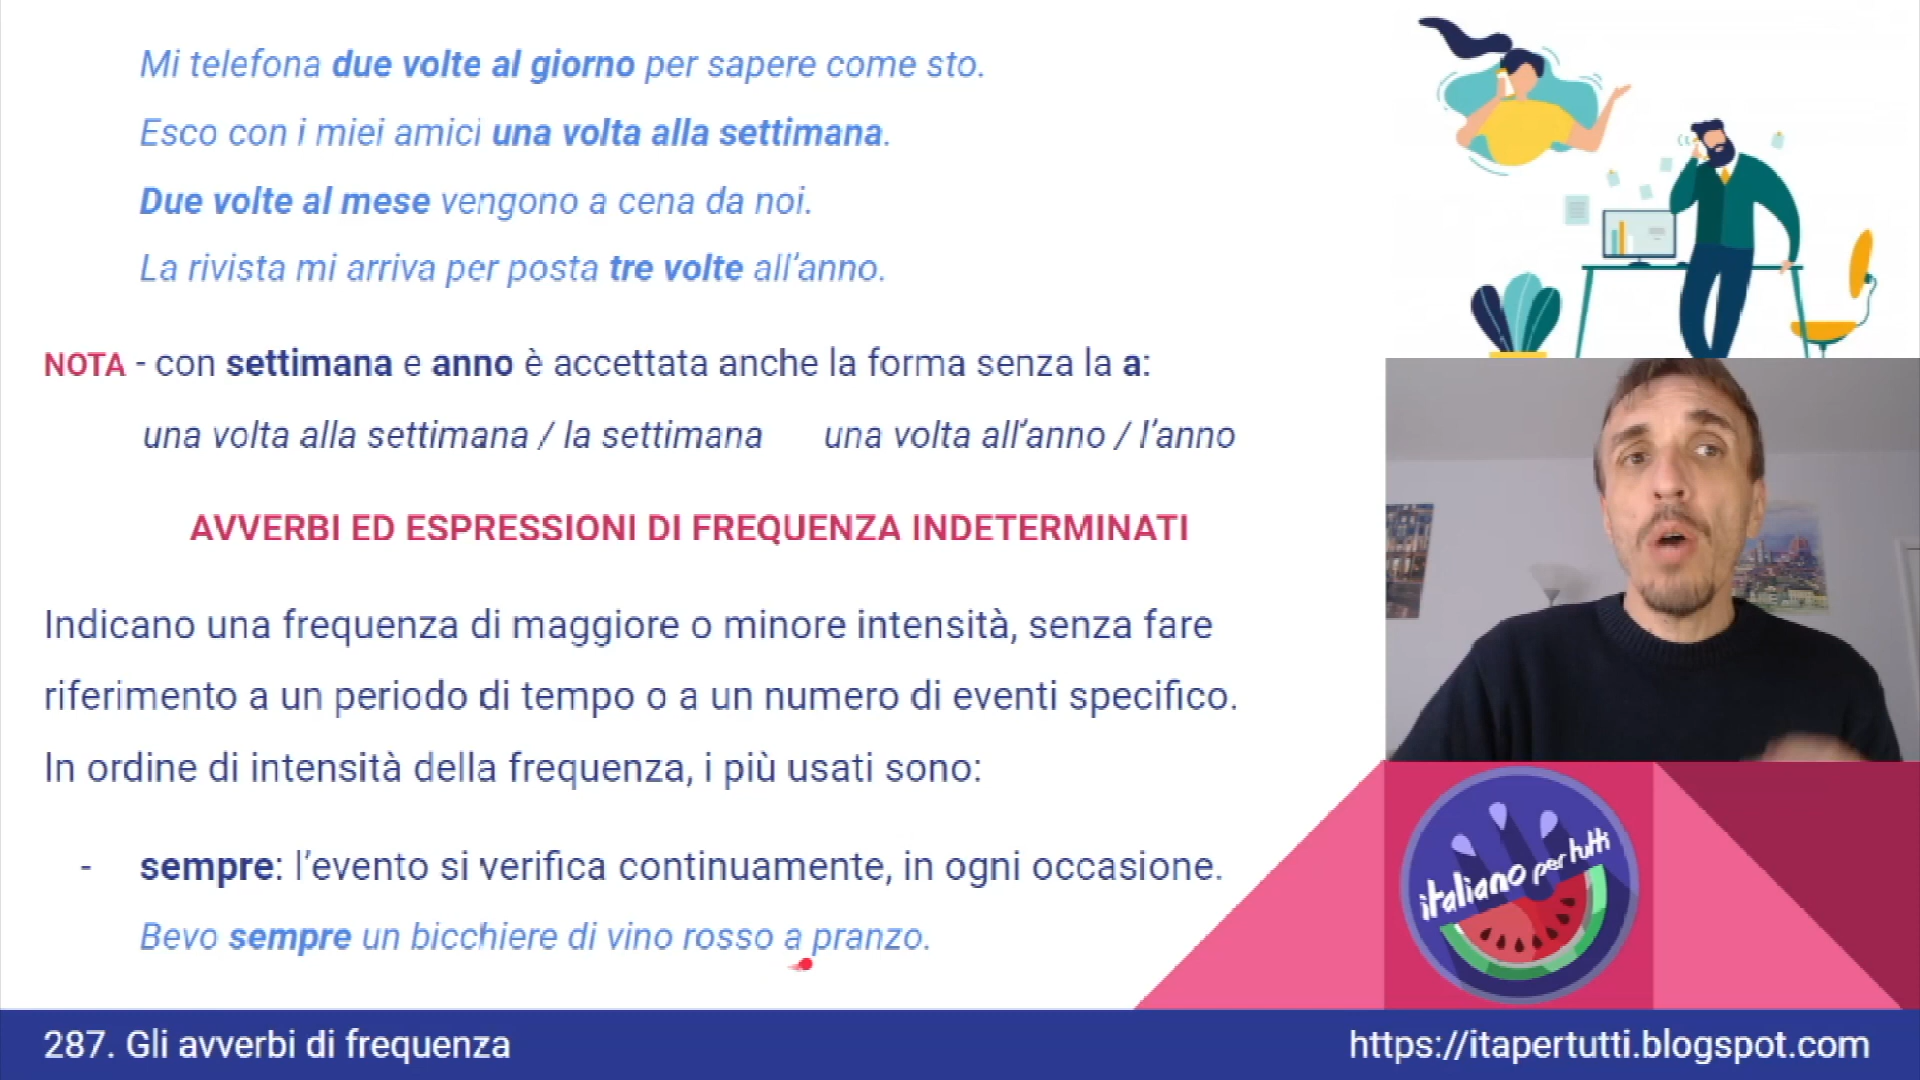 Mi telefona due volte al giorno per sapere come sto.
Esco con i miei amici una volta alla settimana.
Due volte al mese vengono a cena da noi.
La rivista mi arriva per posta tre volte all’anno.
NOTA - con settimana e anno è accettata anche la forma senza la a:
una volta alla settimana / la settimana una volta all’anno / l’anno
AVVERBI ED ESPRESSIONI DI FREQUENZA INDETERMINATI
Indicano una frequenza di maggiore o minore intensità, senza fare
riferimento a un periodo di tempo o a un numero di eventi specifico.
In ordine di intensità della frequenza, i più usati sono:
- sempre: l’evento si verifica continuamente, in ogni occasione.
Bevo sempre un bicchiere di vino rosso a pranzo.
italiano per tutti
287. Gli avverbi di frequenza
https://itapertutti.blogspot.com